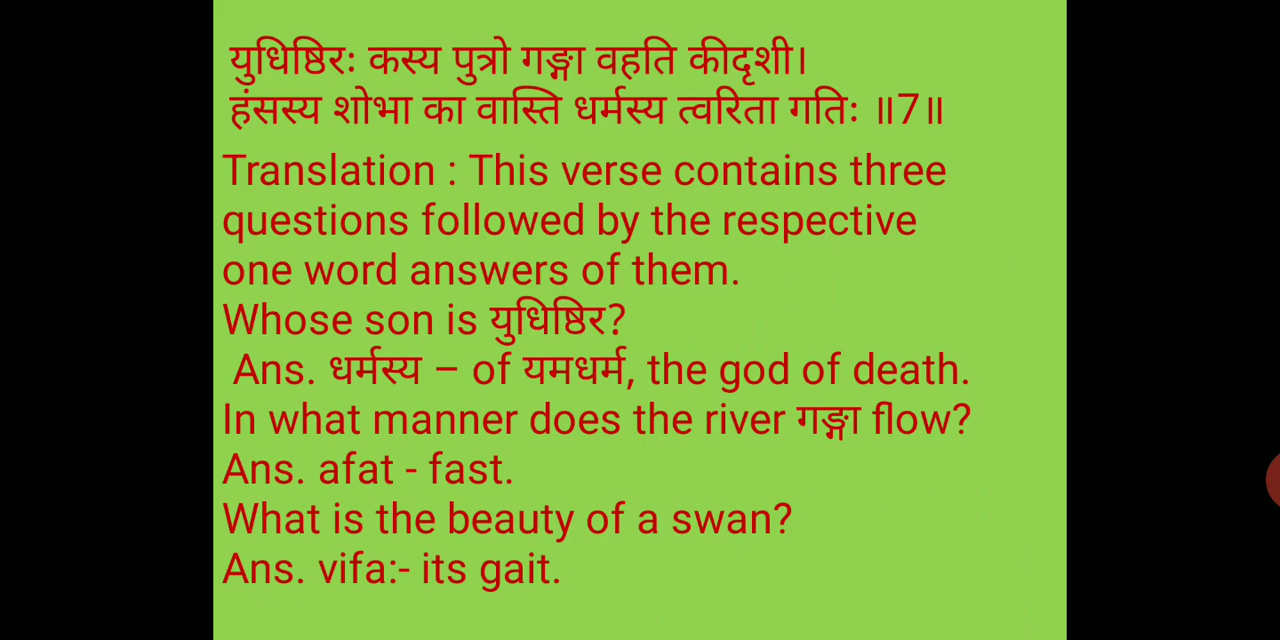 युधिष्ठिरः कस्य पुत्रो गङ्गा वहति कीदृशी।
हंसस्य शोभा का वास्ति धर्मस्य त्वरिता गतिः ॥7॥
Translation : This verse contains three
questions followed by the respective
one word answers of them.
Whose son is युधिष्ठिर?
Ans. धर्मस्य – of यमधर्म, the god of death.
In what manner does the river गङ्गा flow?
Ans. afat - fast.
What is the beauty of a swan?
Ans. vifa:- its gait.